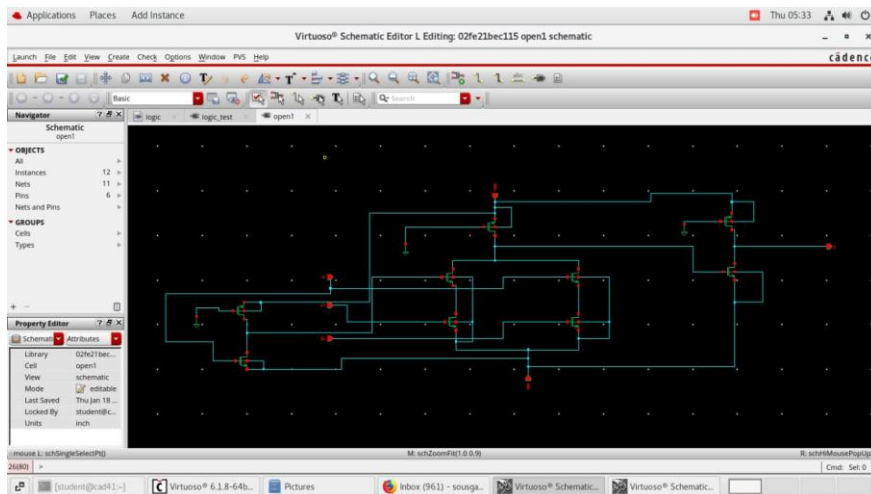 Applications Places Add Instance Thu 05:33
Virtuoso® Schematic Editor L Editing: 02fe21bec115 open1 schematic
Launch File Edit View Create Check Options Window PVS Help cādence
Basic Search
Navigator
logic logic_test open1
Schematic
open1
OBJECTS
All
Instances 12
Nets 11
Pins 6
Nets and Pins
GROUPS
Cells
Types
Property Editor
Schemati Attributes
Library 02fe21bec...
Cell open1
View schematic
Mode editable
Last Saved Thu Jan 18 ...
Locked By student@c...
Units inch
mouse L: schSingleSelectPt() M: schZoomFit(1.0 0.9) R: schHiMousePopUp
26(80) > Cmd: Sel: 0
[student@cad41:~] Virtuoso® 6.1.8-64b... Pictures Inbox (961) - sousga... Virtuoso® Schematic... Virtuoso® Schematic...